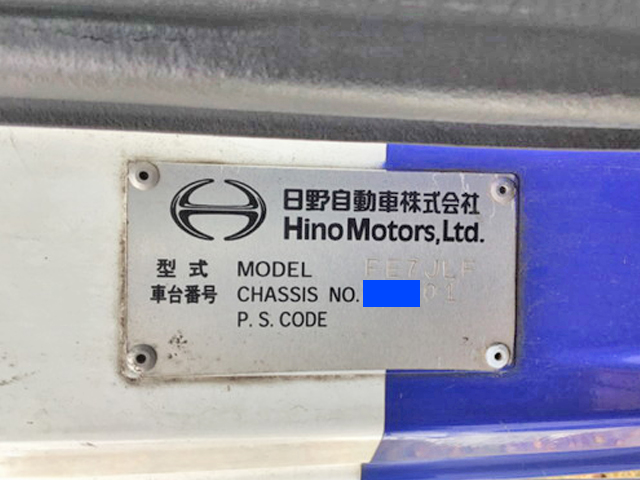 日野自動車株式会社
Hino Motors,Ltd.
型式 MODEL FE7JLF
車台番号 CHASSIS NO. 01
P.S.CODE